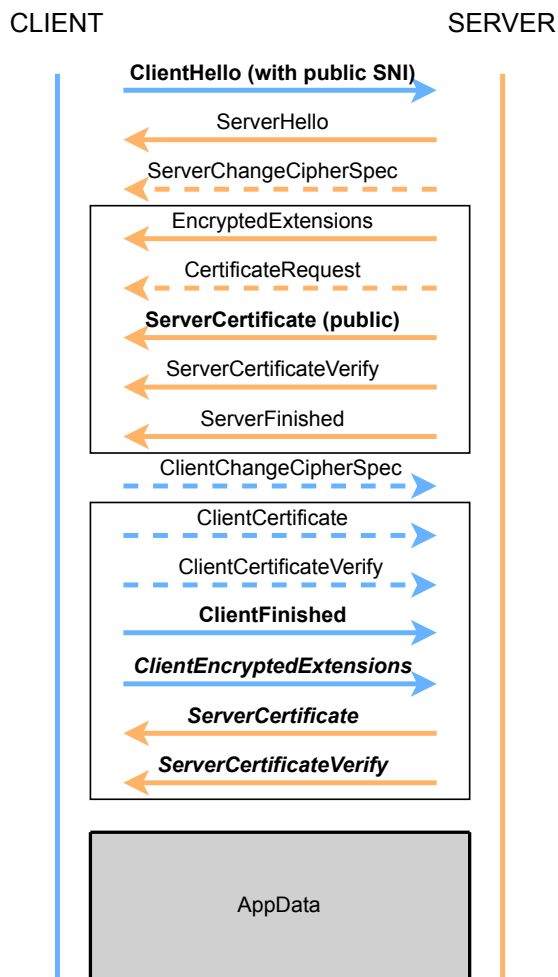 CLIENT
SERVER
ClientHello (with public SNI)
ServerHello
ServerChangeCipherSpec
EncryptedExtensions
CertificateRequest
ServerCertificate (public)
ServerCertificateVerify
ServerFinished
ClientChangeCipherSpec
ClientCertificate
ClientCertificateVerify
ClientFinished
ClientEncryptedExtensions
ServerCertificate
ServerCertificateVerify
AppData